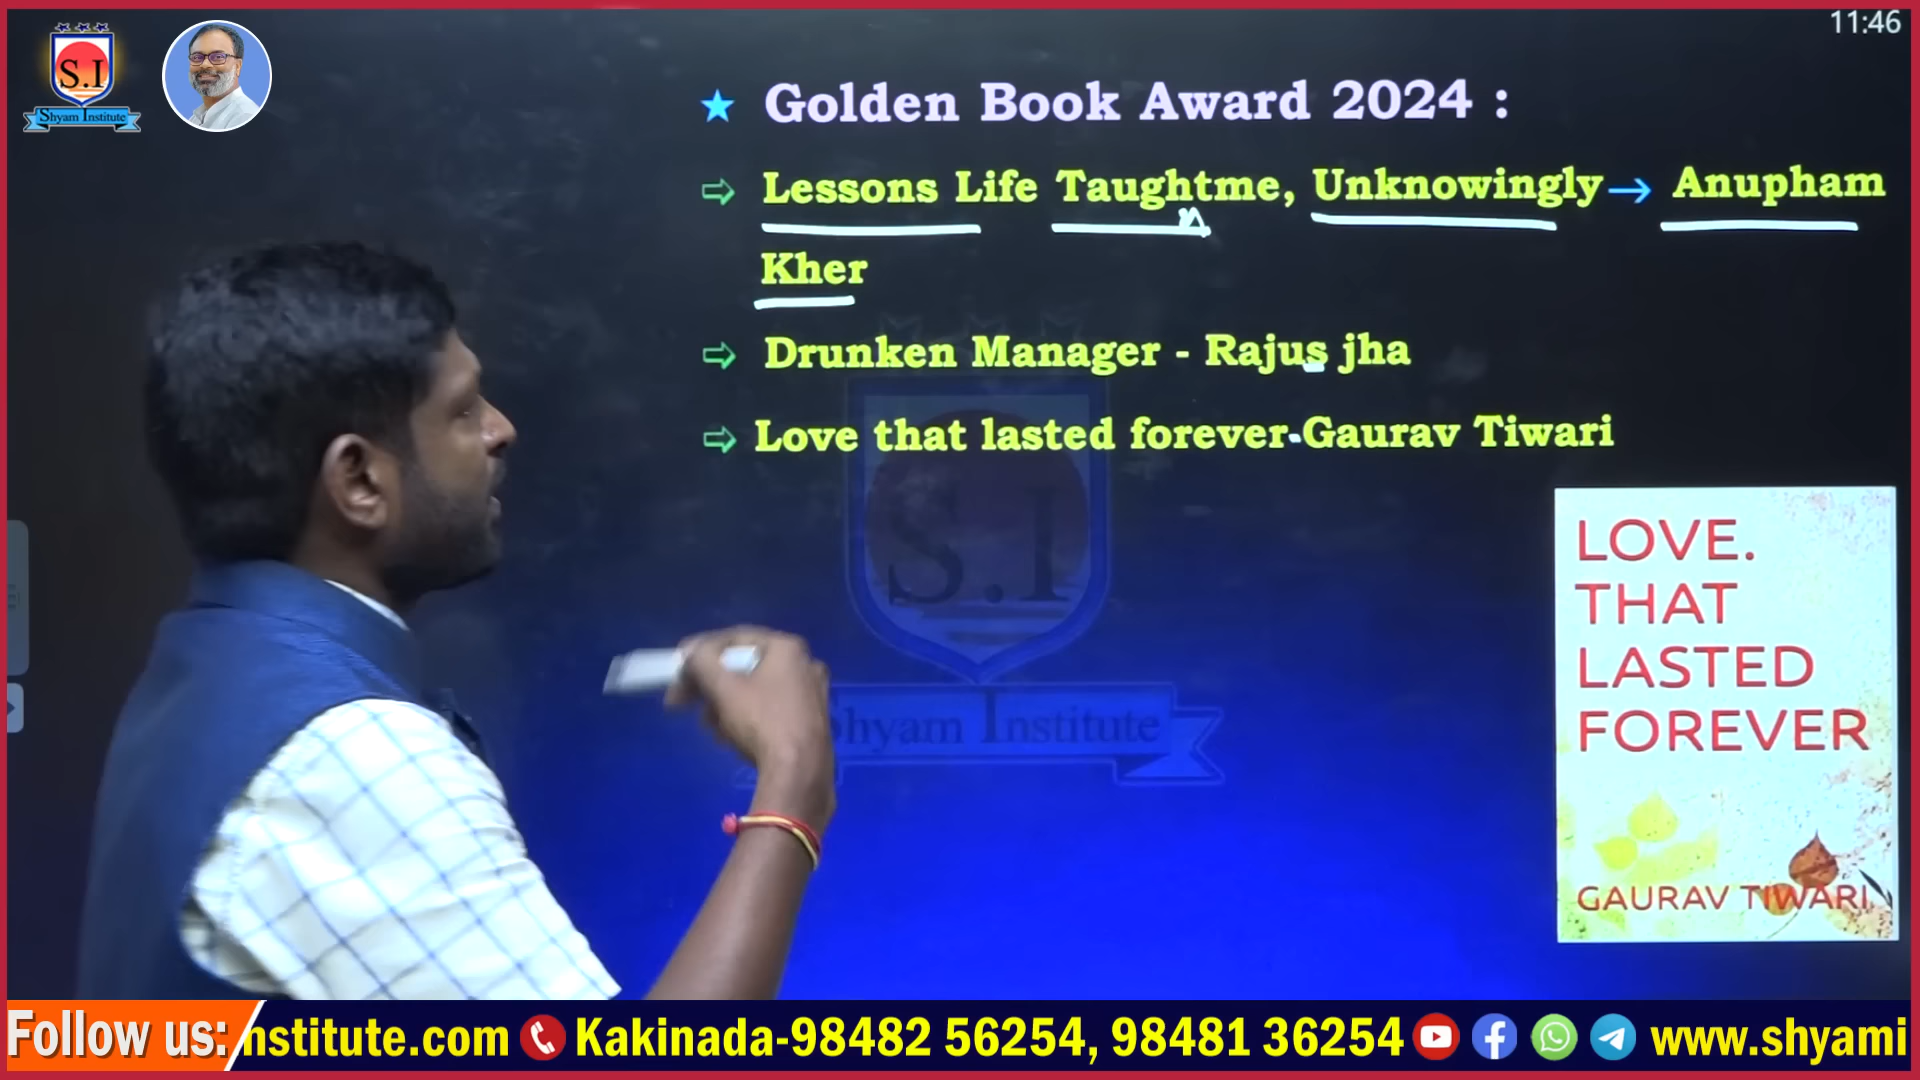 11:46
S.I
Shyam Institute
★ Golden Book Award 2024 :
⇨ Lessons Life Taughtme, Unknowingly → Anupham
Kher
⇨ Drunken Manager - Rajus jha
⇨ Love that lasted forever-Gaurav Tiwari
S.I
Shyam Institute
LOVE.
THAT
LASTED
FOREVER
GAURAV TIWARI
Follow us: nstitute.com Kakinada-98482 56254, 98481 36254 www.shyami